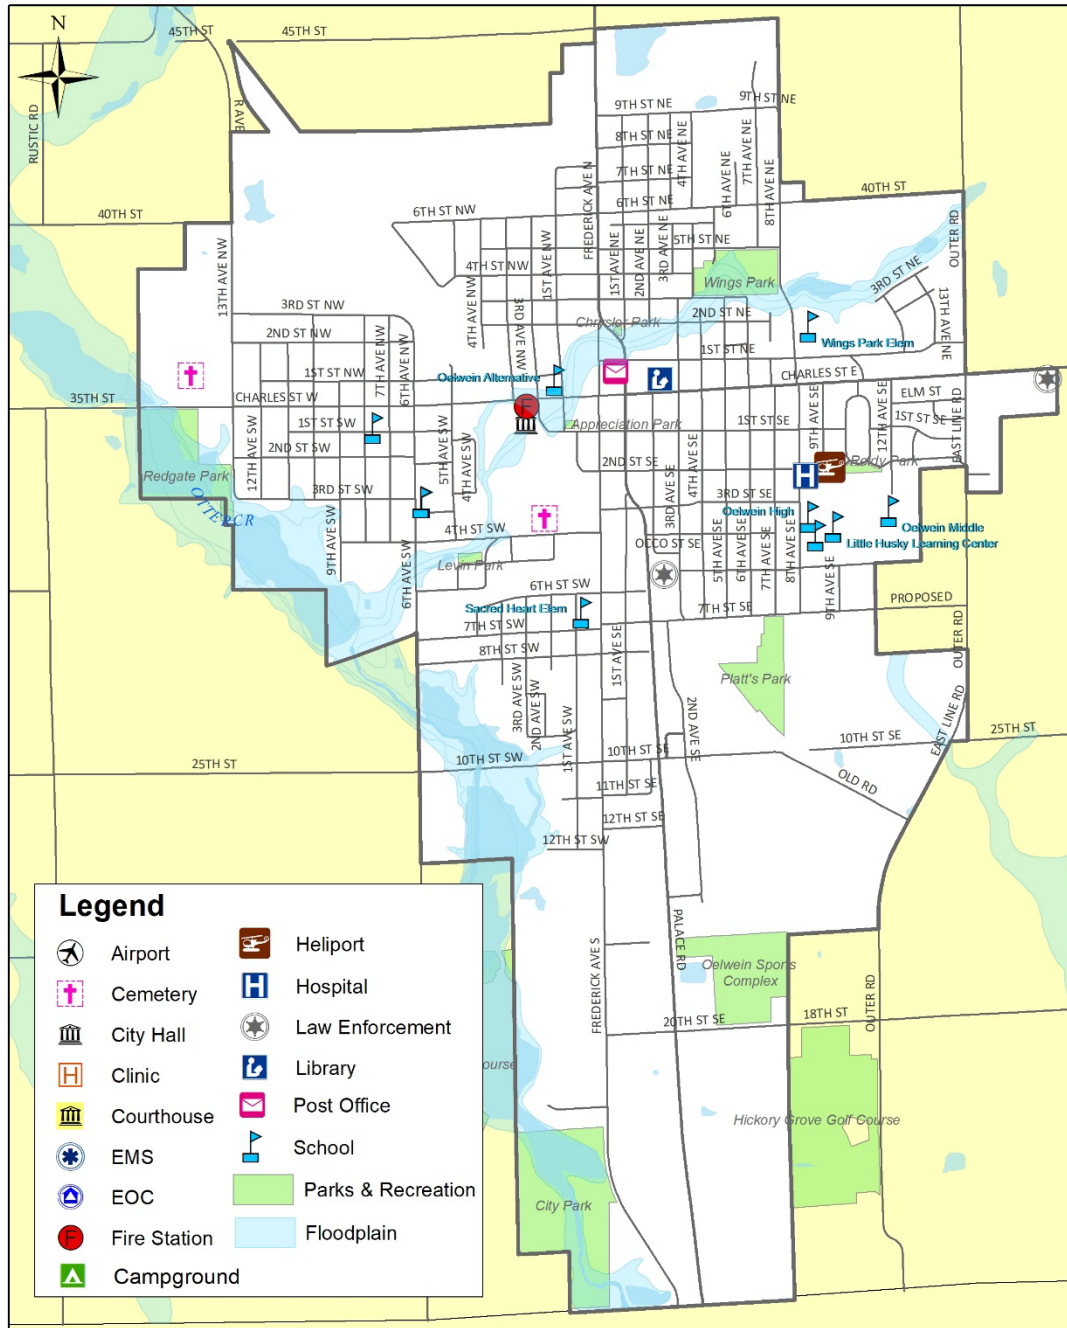 N
45TH ST
45TH ST
RUSTIC RD
R AVE
9TH ST NE
9TH ST NE
8TH ST NE
7TH ST NE
4TH AVE NE
6TH AVE NE
7TH AVE NE
8TH AVE NE
FREDERICK AVE N
40TH ST
40TH ST
6TH ST NW
6TH ST NE
OUTER RD
13TH AVE NW
1ST AVE NW
1ST AVE NE
2ND AVE NE
3RD AVE NE
5TH ST NE
4TH ST NW
4TH AVE NW
3RD AVE NW
Wings Park
3RD ST NE
13TH AVE NE
3RD ST NW
2ND ST NE
Chrysler Park
2ND ST NW
7TH AVE NW
6TH AVE NW
1ST ST NE
Wings Park Elem
1ST ST NW
Oelwein Alternative
CHARLES ST E
35TH ST
CHARLES ST W
F
ELM ST
1ST ST SW
Appreciation Park
1ST ST SE
9TH AVE SE
12TH AVE SE
1ST ST SE
EAST LINE RD
2ND ST SW
12TH AVE SW
5TH AVE SW
4TH AVE SW
Redgate Park
2ND ST SE
4TH AVE SE
H
Reidy Park
OTTER CR
3RD ST SW
3RD AVE SE
3RD ST SE
Oelwein High
Oelwein Middle
4TH ST SW
OCCO ST SE
Little Husky Learning Center
9TH AVE SW
6TH AVE SW
Levin Park
5TH AVE SE
6TH AVE SE
7TH AVE SE
8TH AVE SE
9TH AVE SE
6TH ST SW
Sacred Heart Elem
7TH ST SE
PROPOSED
7TH ST SW
8TH ST SW
1ST AVE SE
OUTER RD
3RD AVE SW
2ND AVE SW
1ST AVE SW
Platt's Park
2ND AVE SE
EAST LINE RD
25TH ST
10TH ST SW
10TH ST SE
10TH ST SE
25TH ST
11TH ST SE
OLD RD
12TH ST SE
12TH ST SW
FREDERICK AVE S
PALACE RD
Oelwein Sports
Complex
OUTER RD
20TH ST SE
18TH ST
ourse
Hickory Grove Golf Course
City Park
Legend
Airport
Heliport
Cemetery
H
Hospital
City Hall
Law Enforcement
H
Clinic
Library
Courthouse
Post Office
EMS
School
EOC
Parks & Recreation
F
Fire Station
Floodplain
Campground